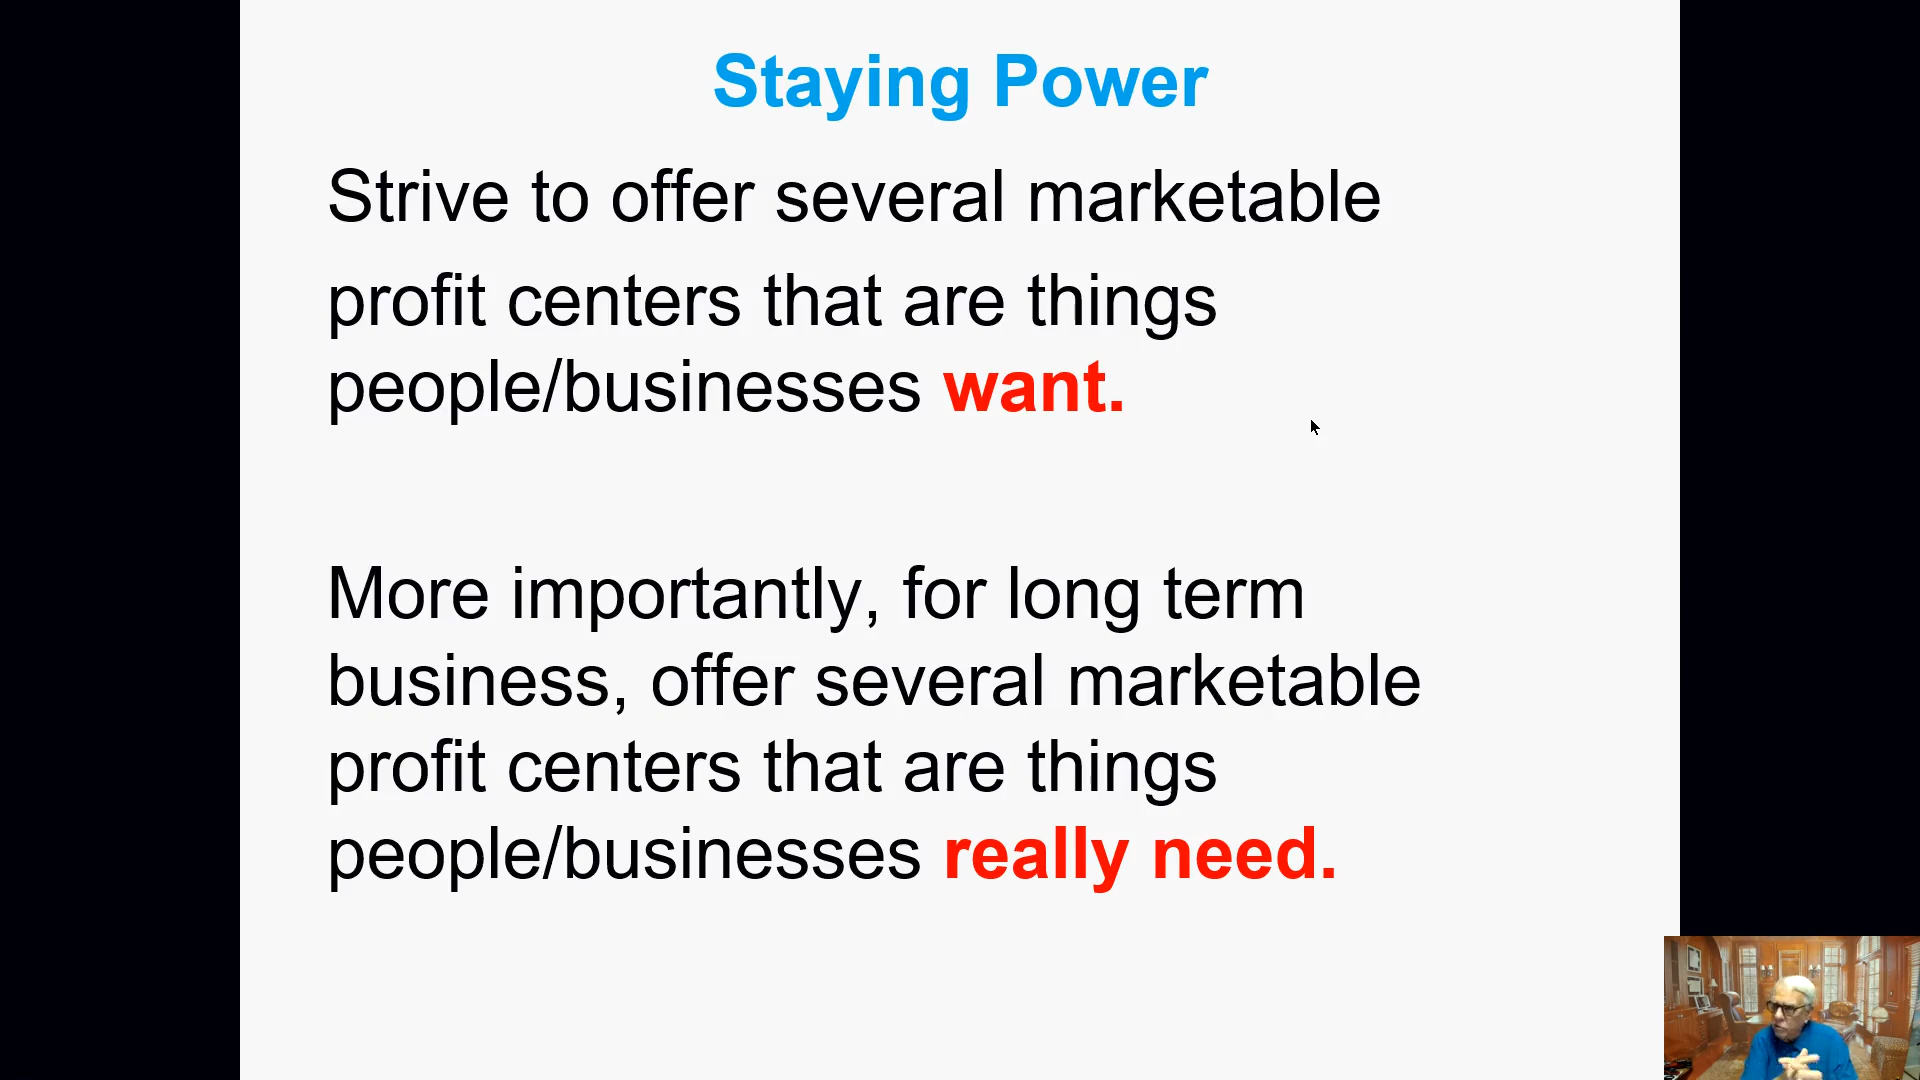 Staying Power
Strive to offer several marketable
profit centers that are things
people/businesses want.
More importantly, for long term
business, offer several marketable
profit centers that are things
people/businesses really need.